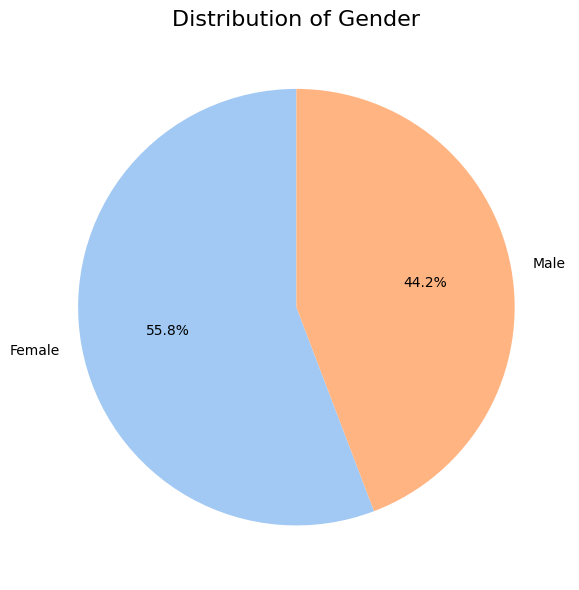 Distribution of Gender
Male
44.2%
55.8%
Female